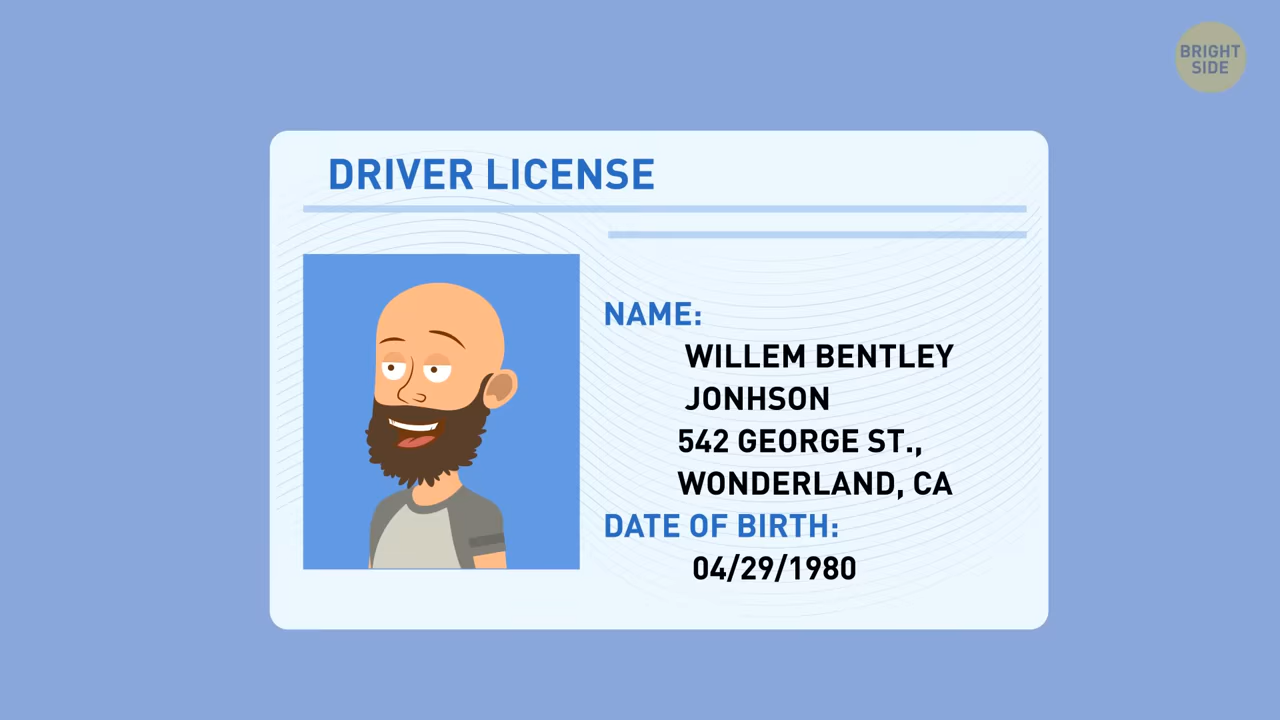 BRIGHT
SIDE
DRIVER LICENSE
NAME:
WILLEM BENTLEY
JONHSON
542 GEORGE ST.,
WONDERLAND, CA
DATE OF BIRTH:
04/29/1980